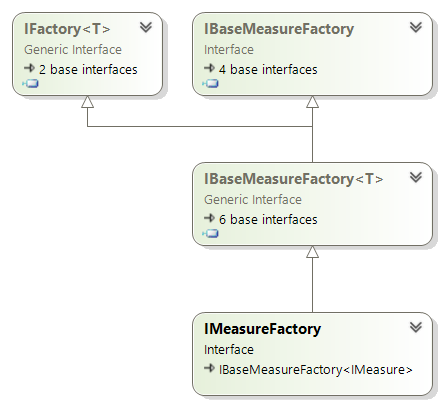 IFactory<T>
Generic Interface
2 base interfaces
IBaseMeasureFactory
Interface
4 base interfaces
IBaseMeasureFactory<T>
Generic Interface
6 base interfaces
IMeasureFactory
Interface
IBaseMeasureFactory<IMeasure>